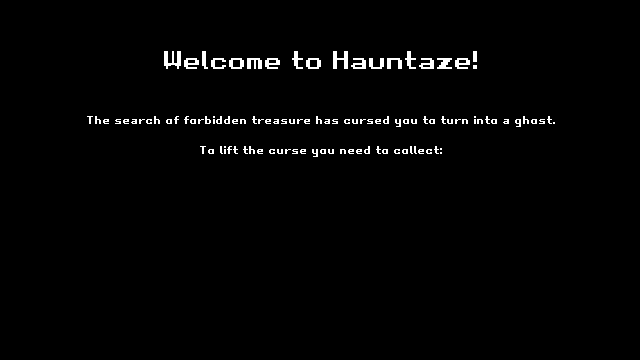 Welcome to Hauntaze!
The search of forbidden treasure has cursed you to turn into a ghost.
To lift the curse you need to collect: